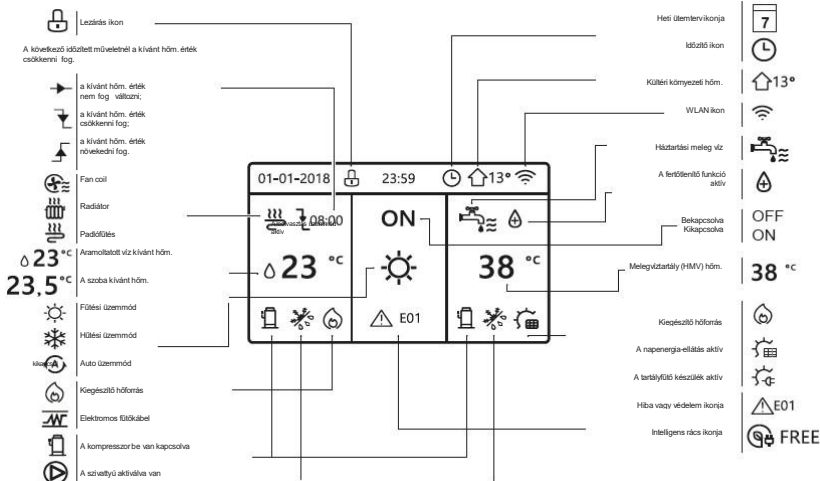 Lezárás ikon
A következő időzített műveletnél a kívánt hőm. érték
csökkenni fog.
a kívánt hőm. érték
nem fog változni;
a kívánt hőm. érték
csökkenni fog;
a kívánt hőm. érték
növekedni fog.
Fan coil
Radiátor
Padlófűtés
23 °C
Aramoltatott víz kívánt hőm.
23,5 °C
A szoba kívánt hőm.
Fűtési üzemmód
Hűtési üzemmód
A
Auto üzemmód
Kiegészítő hőforrás
Elektromos fűtőkábel
A kompresszor be van kapcsolva
A szivattyú aktiválva van
01-01-2018
23:59
13°
08:00
aktív
ON
23 °C
38 °C
E01
Heti ütemterv ikonja
7
Időzítő ikon
Kültéri környezeti hőm.
13°
WLAN ikon
Háztartási meleg víz
A fertőtlenítő funkció
aktív
Bekapcsolva
Kikapcsolva
OFF
ON
Melegvíztartály (HMV) hőm.
38 °C
Kiegészítő hőforrás
A napenergia-ellátás aktív
A tartályfűtő készülék aktív
Hiba vagy védelem ikonja
E01
Intelligens rács ikonja
FREE